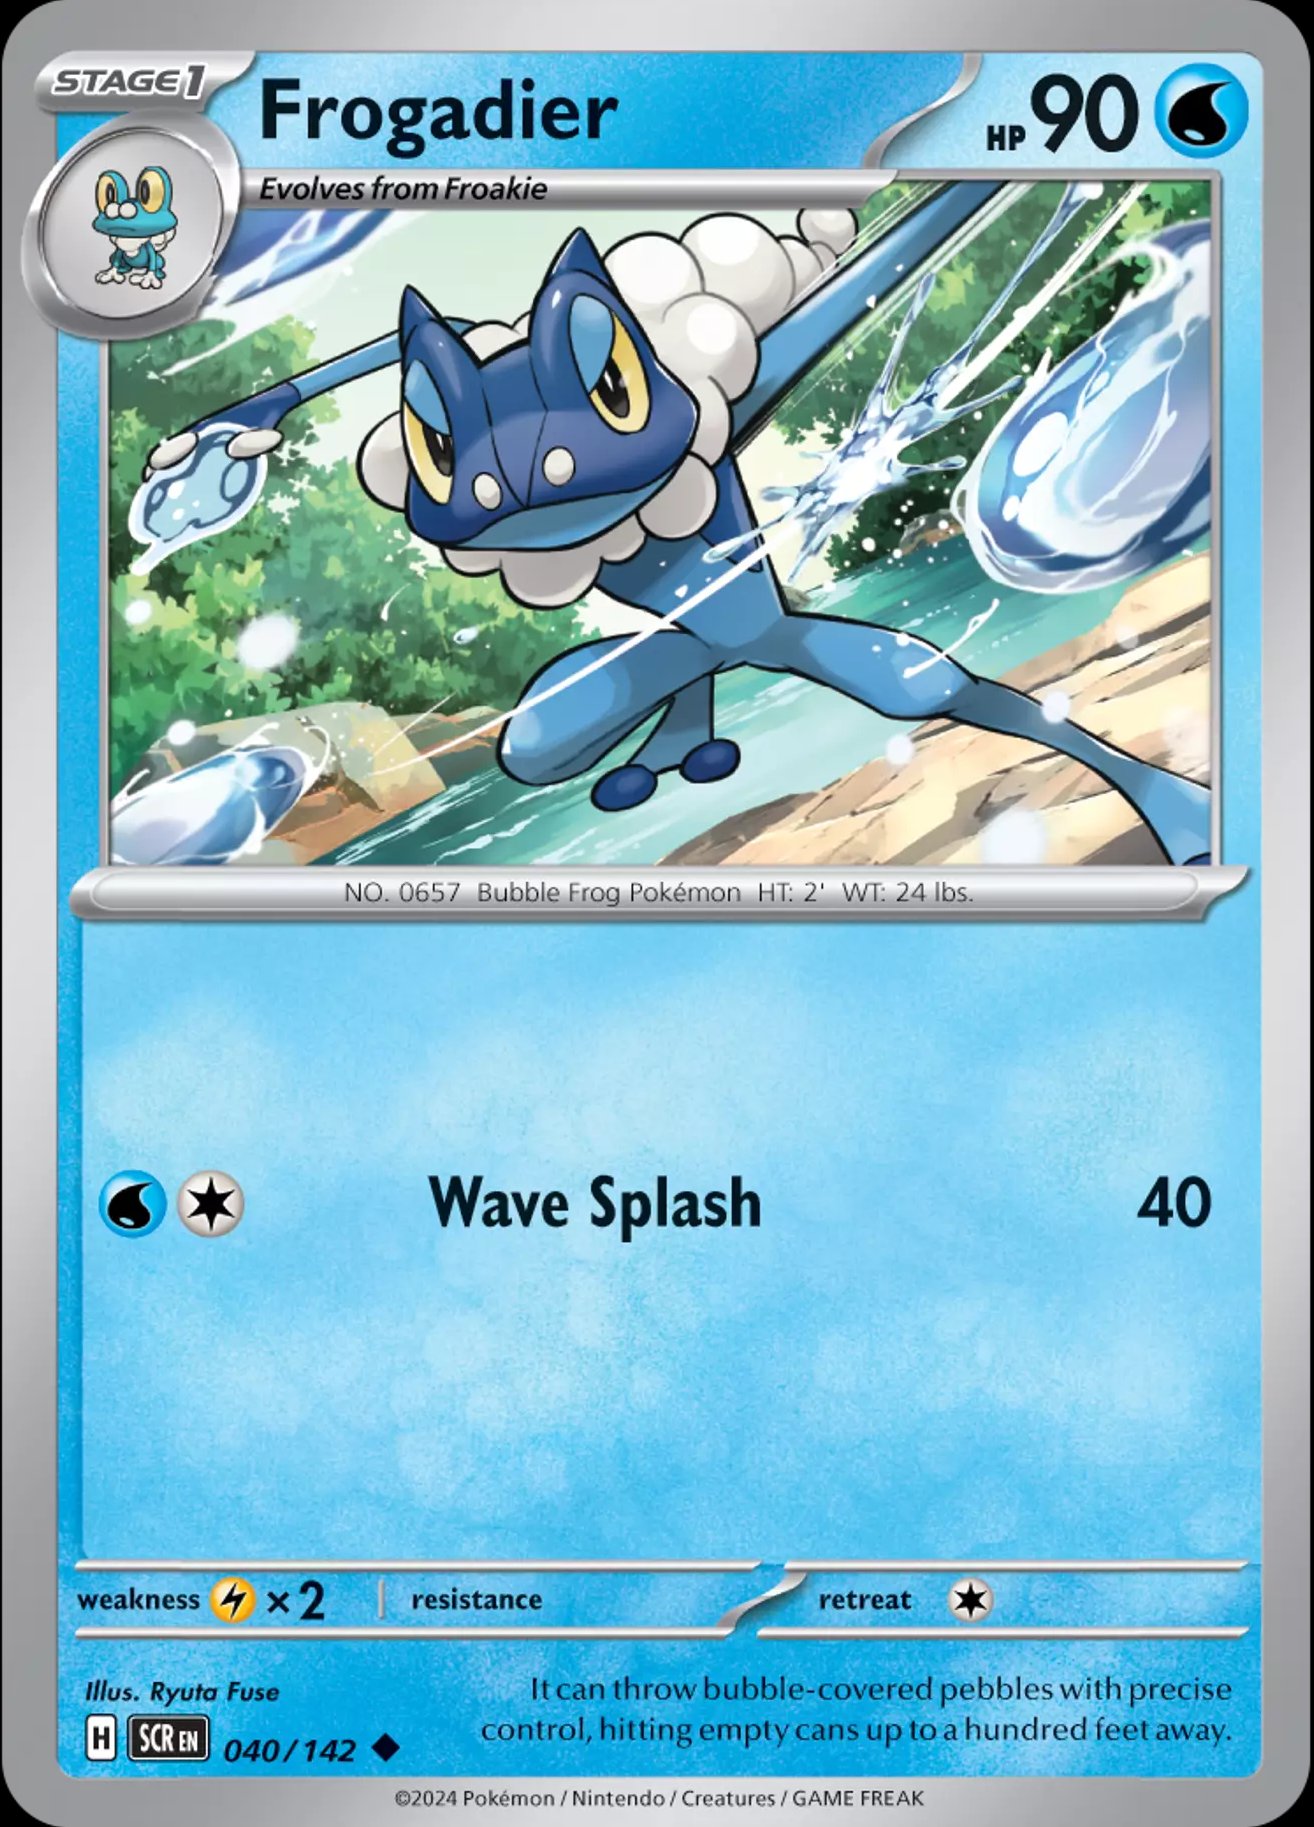 STAGE1
Frogadier
HP 90
Evolves from Froakie
NO. 0657 Bubble Frog Pokémon HT: 2' WT: 24 lbs.
Wave Splash 40
weakness ×2 resistance retreat
Illus. Ryuta Fuse
It can throw bubble-covered pebbles with precise
control, hitting empty cans up to a hundred feet away.
H SCR EN 040/142
©2024 Pokémon / Nintendo / Creatures / GAME FREAK